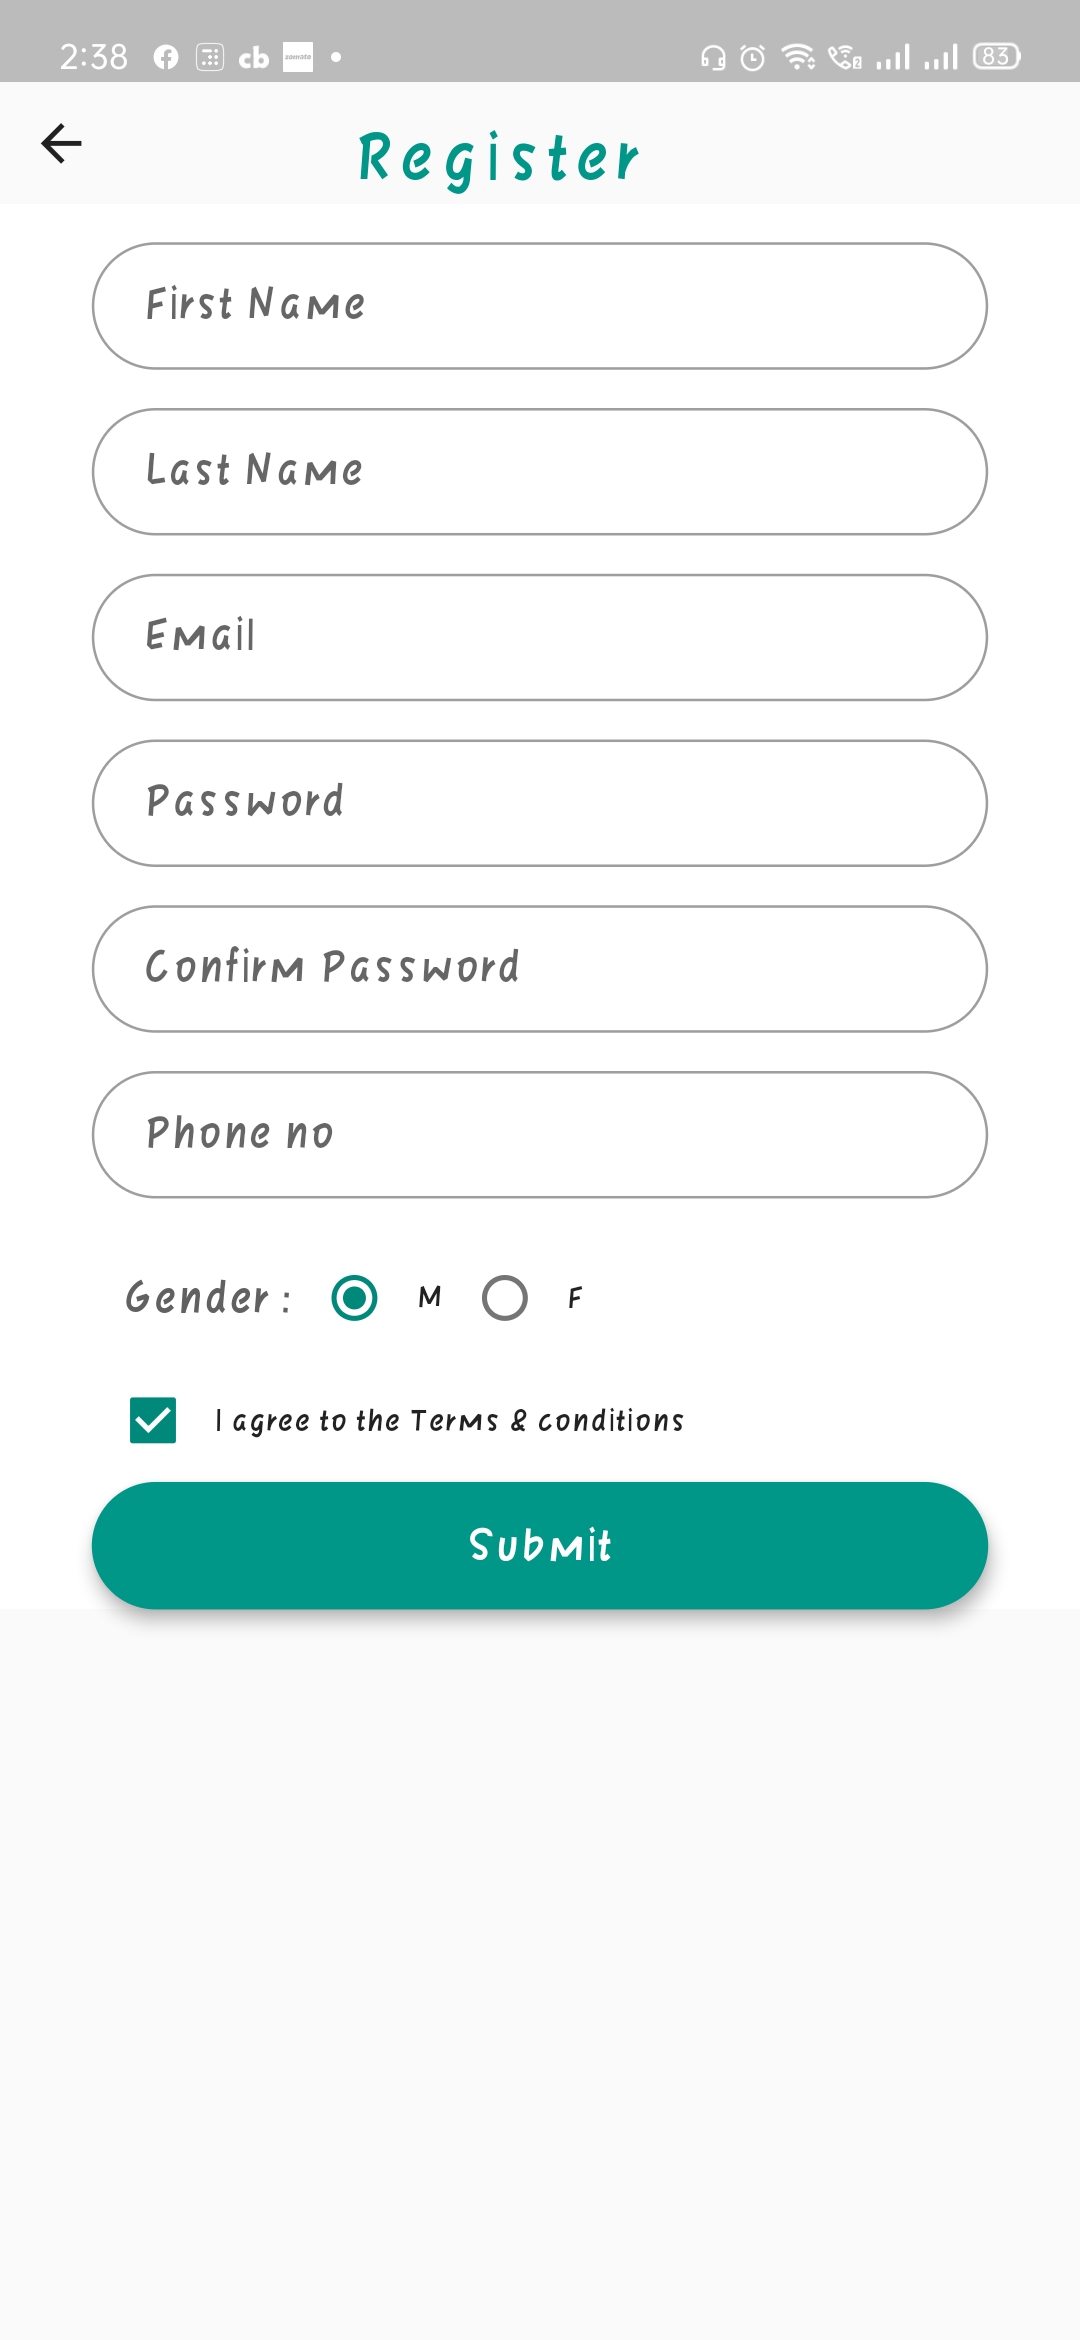 2:38 cb zomato 83
Register
First Name
Last Name
Email
Password
Confirm Password
Phone no
Gender : M F
I agree to the Terms & conditions
Submit